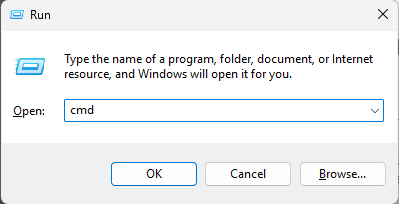 Run
Type the name of a program, folder, document, or Internet
resource, and Windows will open it for you.
Open: cmd
OK Cancel Browse...